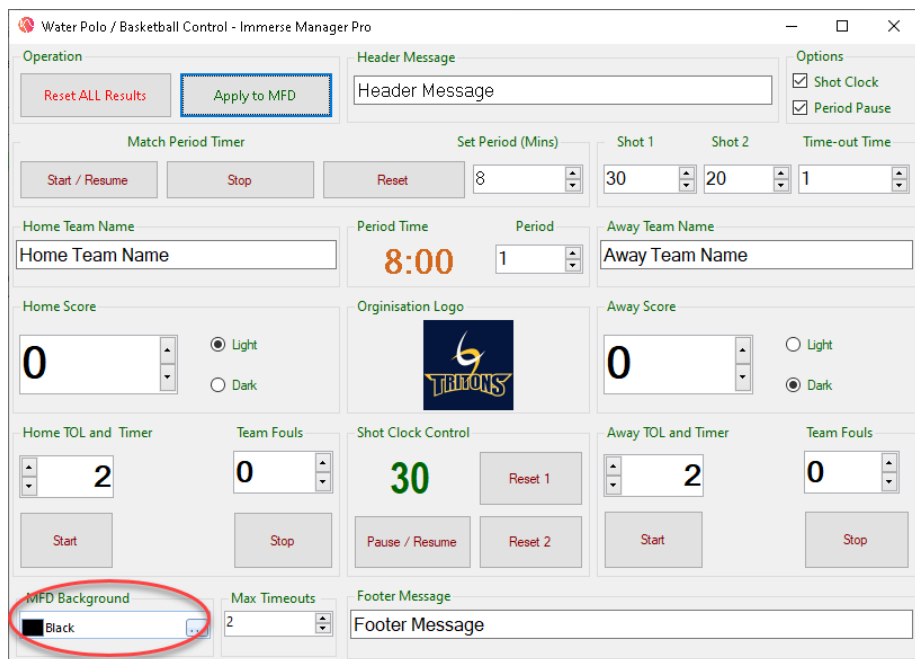 Water Polo / Basketball Control - Immerse Manager Pro
Operation
Header Message
Options
Reset ALL Results
Apply to MFD
Header Message
Shot Clock
Period Pause
Match Period Timer
Set Period (Mins)
Shot 1
Shot 2
Time-out Time
Start / Resume
Stop
Reset
8
30
20
1
Home Team Name
Period Time
Period
Away Team Name
Home Team Name
8:00
1
Away Team Name
Home Score
Orginisation Logo
Away Score
0
Light
Dark
TRITONS
0
Light
Dark
Home TOL and Timer
Team Fouls
Shot Clock Control
Away TOL and Timer
Team Fouls
2
0
30
Reset 1
2
0
Start
Stop
Pause / Resume
Reset 2
Start
Stop
MFD Background
Max Timeouts
Footer Message
Black
...
2
Footer Message